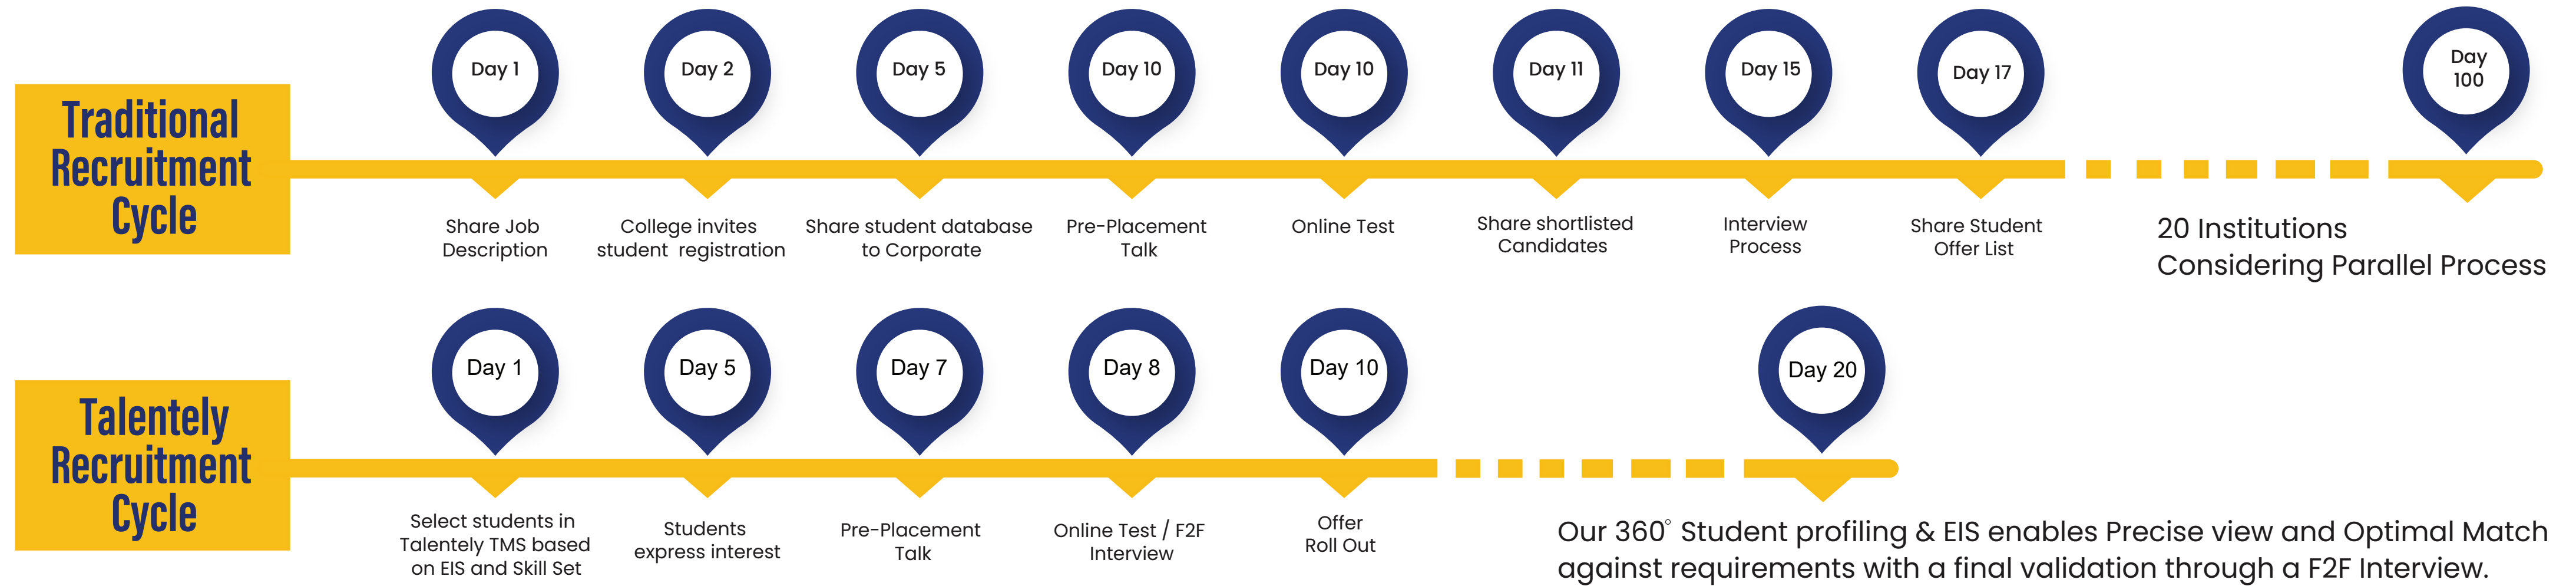 Traditional
Recruitment
Cycle
Day 1
Day 2
Day 5
Day 10
Day 10
Day 11
Day 15
Day 17
Day
100
Share Job
Description
College invites
student registration
Share student database
to Corporate
Pre-Placement
Talk
Online Test
Share shortlisted
Candidates
Interview
Process
Share Student
Offer List
20 Institutions
Considering Parallel Process
Talentely
Recruitment
Cycle
Day 1
Day 5
Day 7
Day 8
Day 10
Day 20
Select students in
Talentely TMS based
on EIS and Skill Set
Students
express interest
Pre-Placement
Talk
Online Test / F2F
Interview
Offer
Roll Out
Our 360° Student profiling & EIS enables Precise view and Optimal Match
against requirements with a final validation through a F2F Interview.